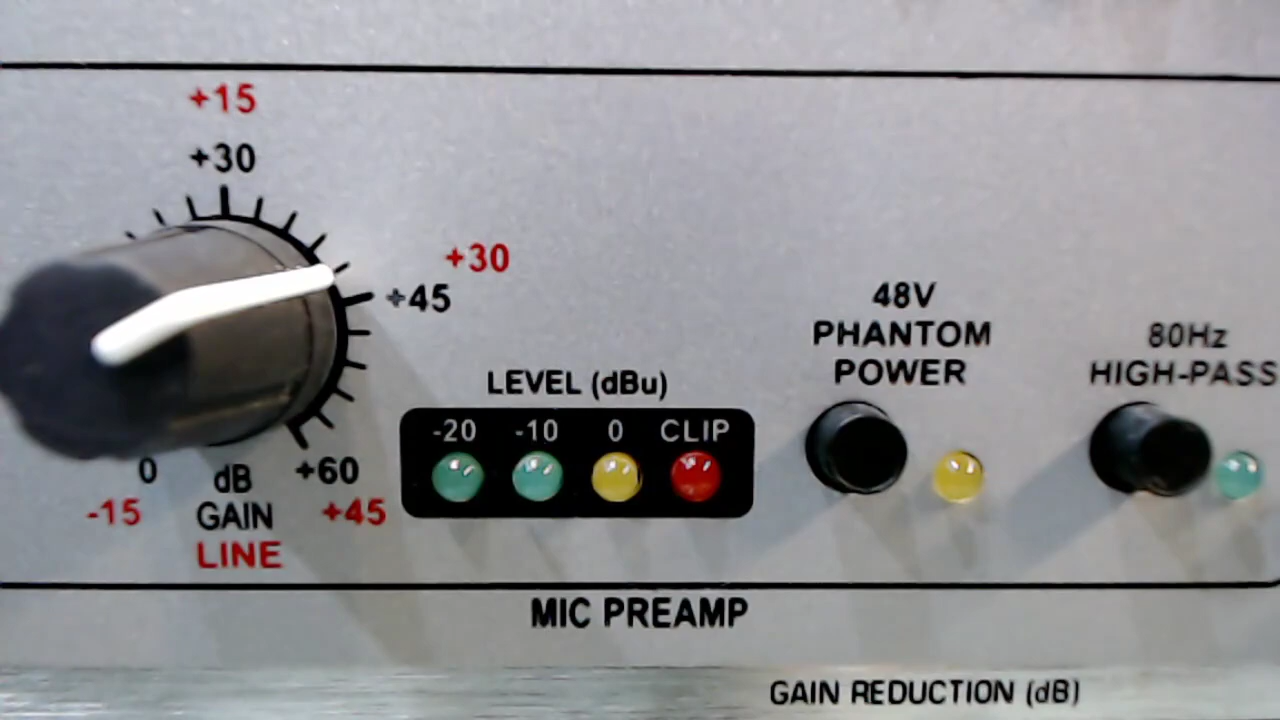 +15
+30
+30
+45
48V
PHANTOM
POWER
80Hz
HIGH-PASS
LEVEL (dBu)
-20 -10 0 CLIP
0 dB +60
-15 GAIN +45
LINE
MIC PREAMP
GAIN REDUCTION (dB)